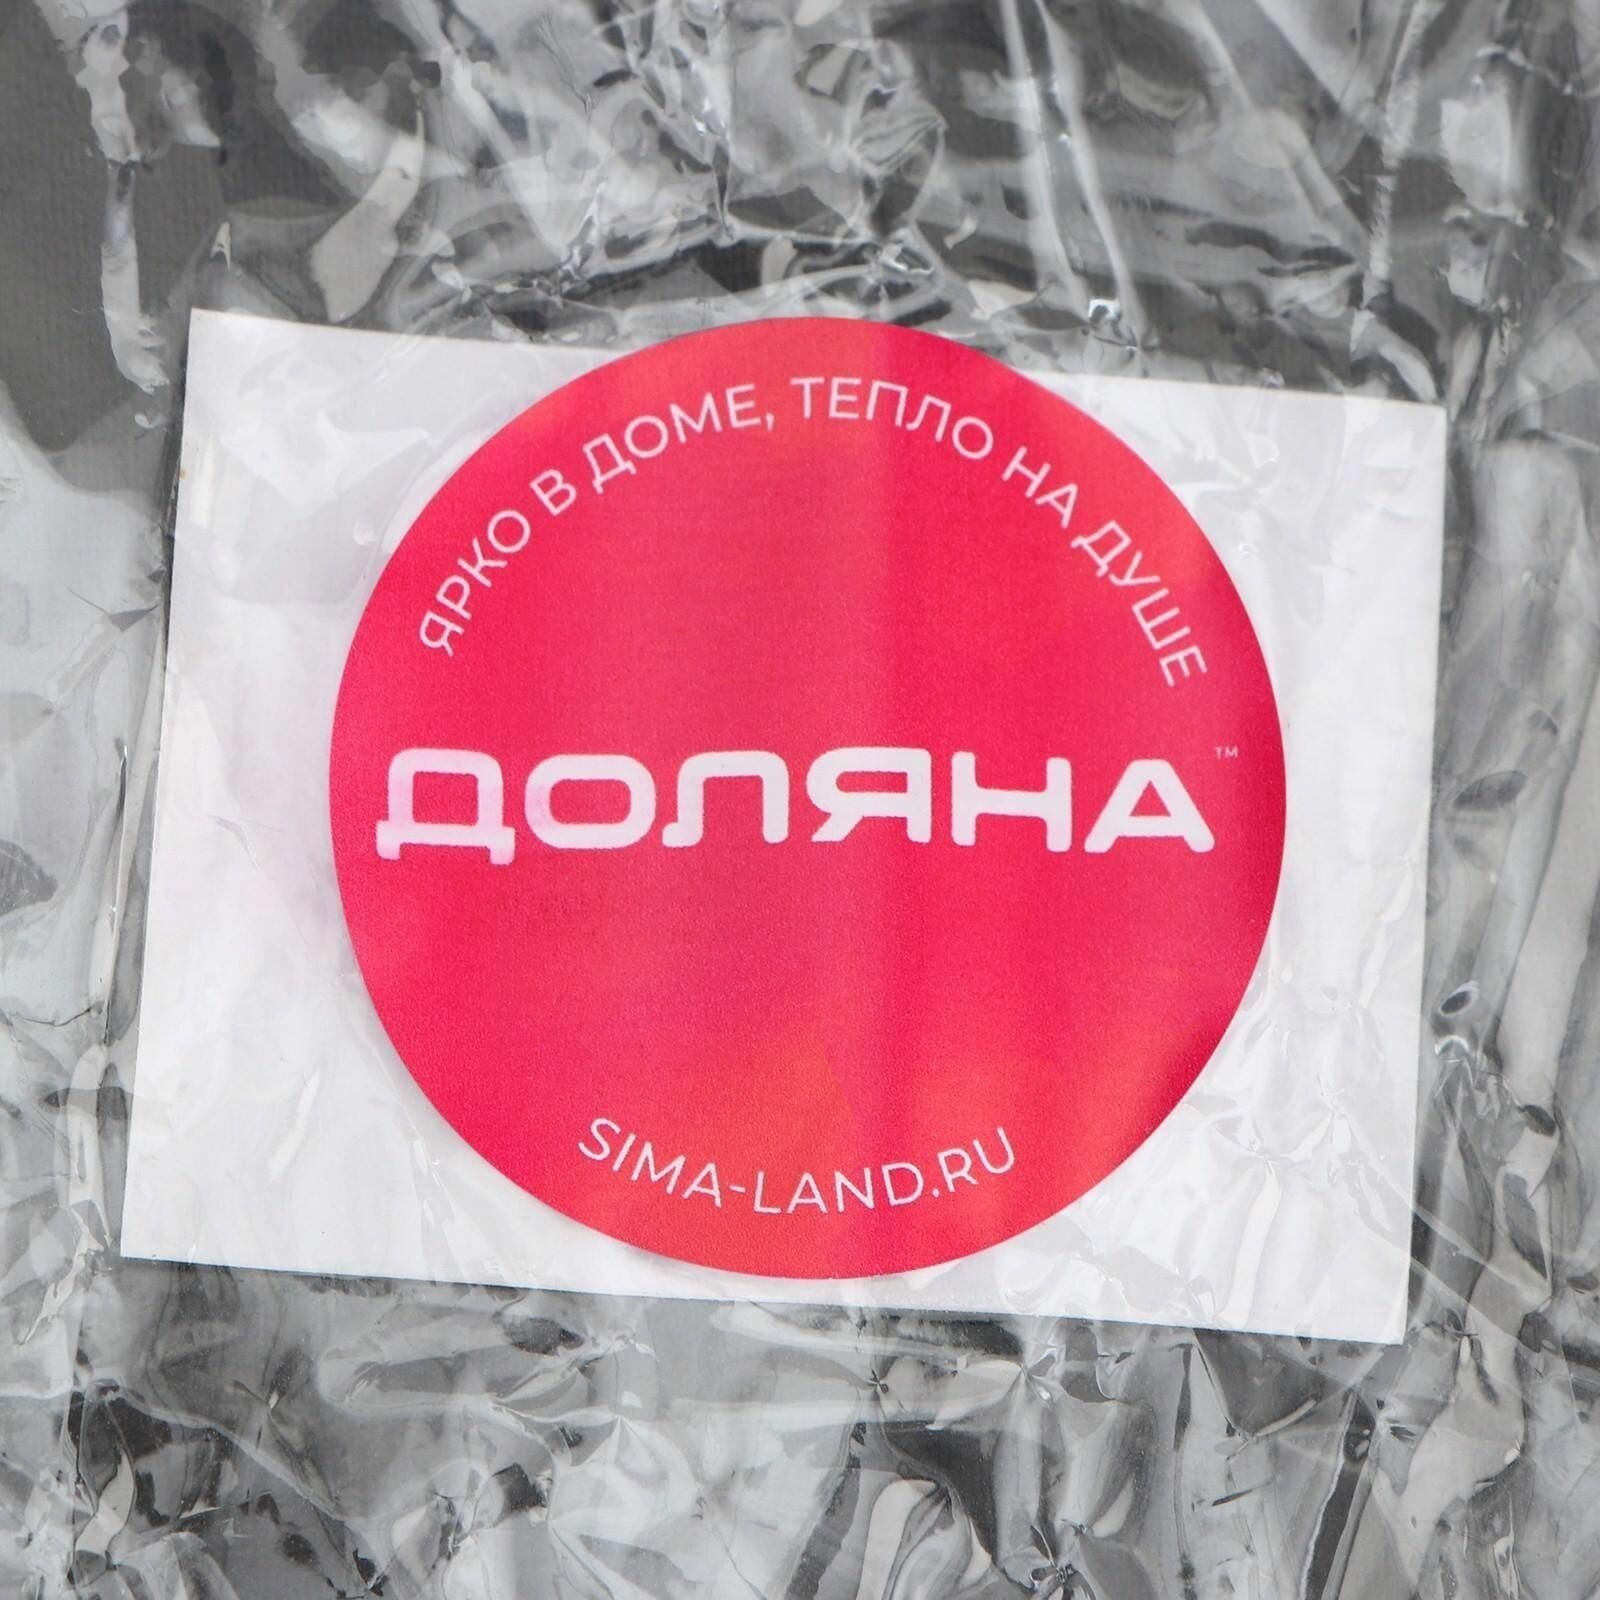 ЯРКО В ДОМЕ, ТЕПЛО НА ДУШЕ
ДОЛЯНА™
SIMA-LAND.RU